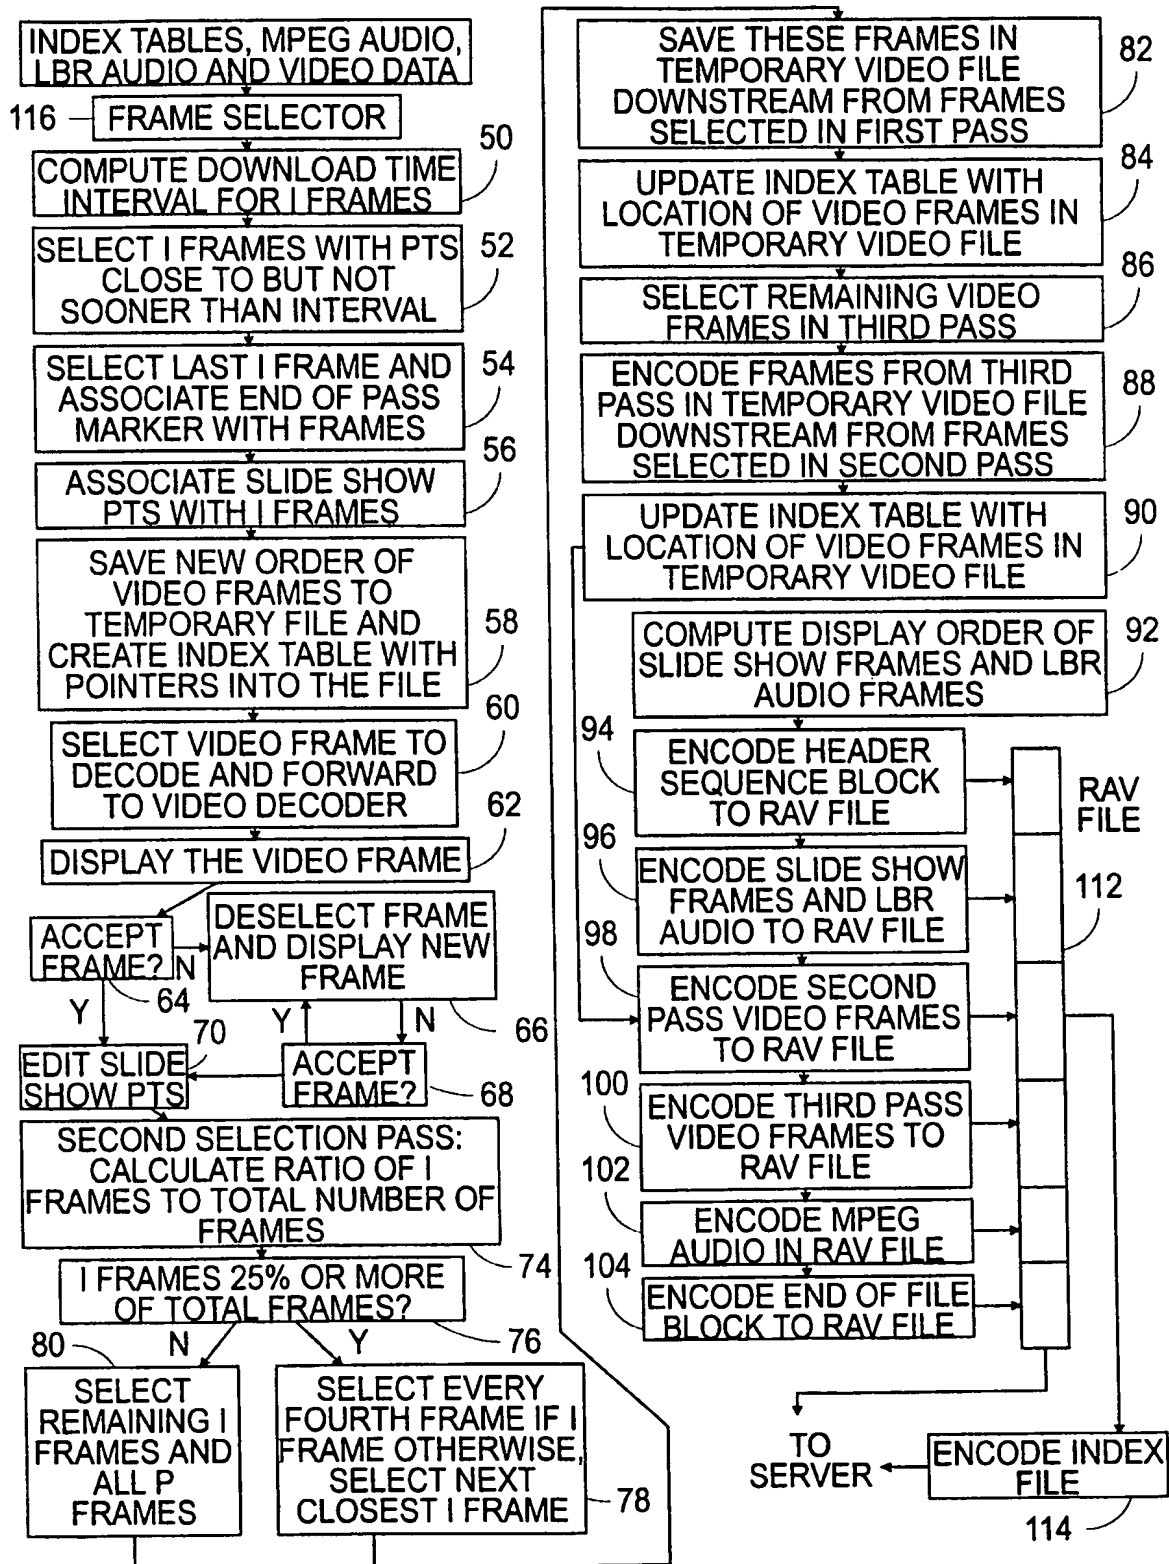 INDEX TABLES, MPEG AUDIO,
LBR AUDIO AND VIDEO DATA
116
FRAME SELECTOR
50
COMPUTE DOWNLOAD TIME
INTERVAL FOR I FRAMES
52
SELECT I FRAMES WITH PTS
CLOSE TO BUT NOT
SOONER THAN INTERVAL
54
SELECT LAST I FRAME AND
ASSOCIATE END OF PASS
MARKER WITH FRAMES
56
ASSOCIATE SLIDE SHOW
PTS WITH I FRAMES
SAVE NEW ORDER OF
VIDEO FRAMES TO
TEMPORARY FILE AND
CREATE INDEX TABLE WITH
POINTERS INTO THE FILE
58
60
SELECT VIDEO FRAME TO
DECODE AND FORWARD
TO VIDEO DECODER
62
DISPLAY THE VIDEO FRAME
ACCEPT
FRAME?
N
64
Y
DESELECT FRAME
AND DISPLAY NEW
FRAME
66
Y
N
70
EDIT SLIDE
SHOW PTS
ACCEPT
FRAME?
68
SECOND SELECTION PASS:
CALCULATE RATIO OF I
FRAMES TO TOTAL NUMBER OF
FRAMES
74
I FRAMES 25% OR MORE
OF TOTAL FRAMES?
76
N
Y
80
SELECT
REMAINING I
FRAMES AND
ALL P
FRAMES
SELECT EVERY
FOURTH FRAME IF I
FRAME OTHERWISE,
SELECT NEXT
CLOSEST I FRAME
78
SAVE THESE FRAMES IN
TEMPORARY VIDEO FILE
DOWNSTREAM FROM FRAMES
SELECTED IN FIRST PASS
82
UPDATE INDEX TABLE WITH
LOCATION OF VIDEO FRAMES IN
TEMPORARY VIDEO FILE
84
SELECT REMAINING VIDEO
FRAMES IN THIRD PASS
86
ENCODE FRAMES FROM THIRD
PASS IN TEMPORARY VIDEO FILE
DOWNSTREAM FROM FRAMES
SELECTED IN SECOND PASS
88
UPDATE INDEX TABLE WITH
LOCATION OF VIDEO FRAMES IN
TEMPORARY VIDEO FILE
90
COMPUTE DISPLAY ORDER OF
SLIDE SHOW FRAMES AND LBR
AUDIO FRAMES
92
94
ENCODE HEADER
SEQUENCE BLOCK
TO RAV FILE
RAV
FILE
96
ENCODE SLIDE SHOW
FRAMES AND LBR
AUDIO TO RAV FILE
112
98
ENCODE SECOND
PASS VIDEO FRAMES
TO RAV FILE
100
ENCODE THIRD PASS
VIDEO FRAMES TO
RAV FILE
102
ENCODE MPEG
AUDIO IN RAV FILE
104
ENCODE END OF FILE
BLOCK TO RAV FILE
TO
SERVER
ENCODE INDEX
FILE
114